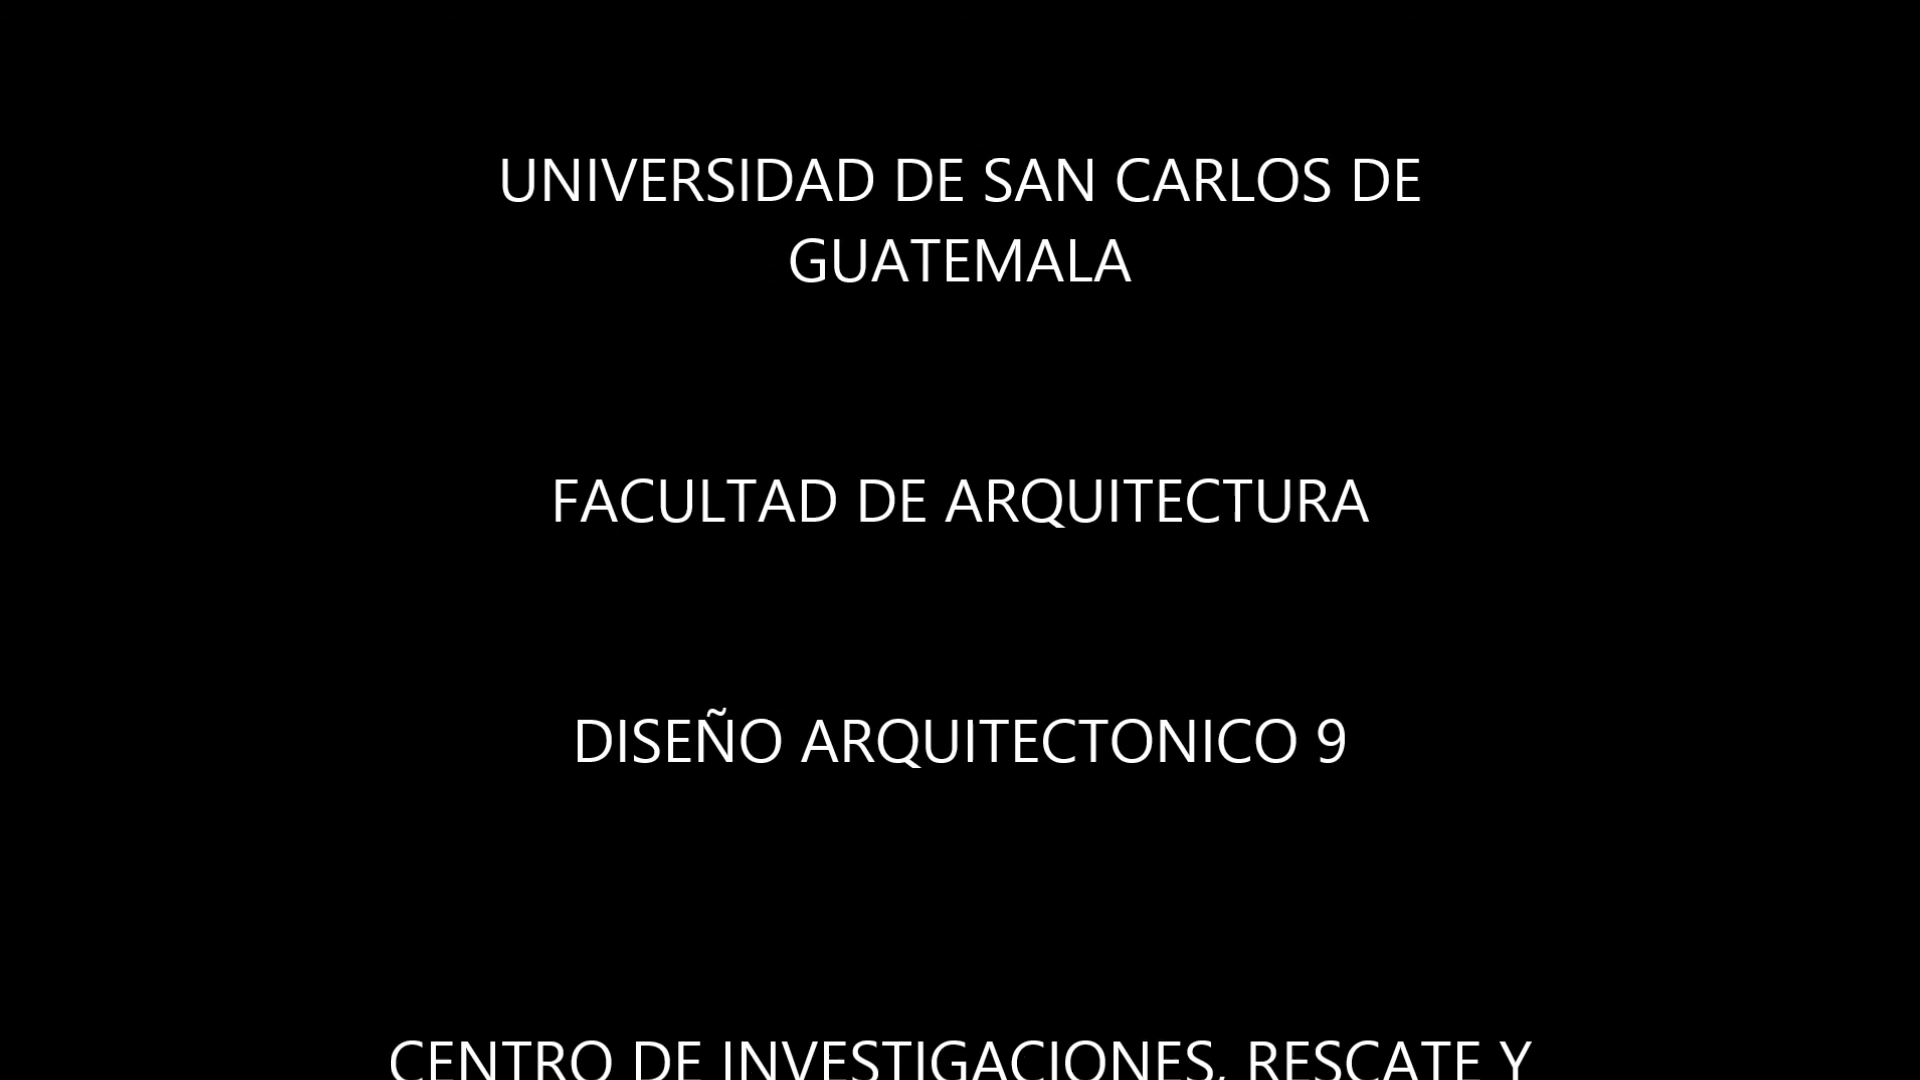 UNIVERSIDAD DE SAN CARLOS DE
GUATEMALA
FACULTAD DE ARQUITECTURA
DISEÑO ARQUITECTONICO 9
CENTRO DE INVESTIGACIONES, RESCATE Y